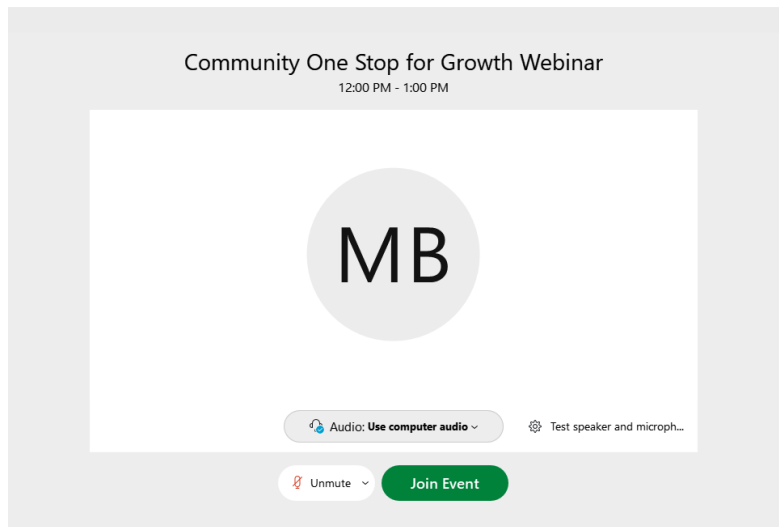 Community One Stop for Growth Webinar
12:00 PM - 1:00 PM
MB
Audio: Use computer audio
Test speaker and microph...
Unmute
Join Event